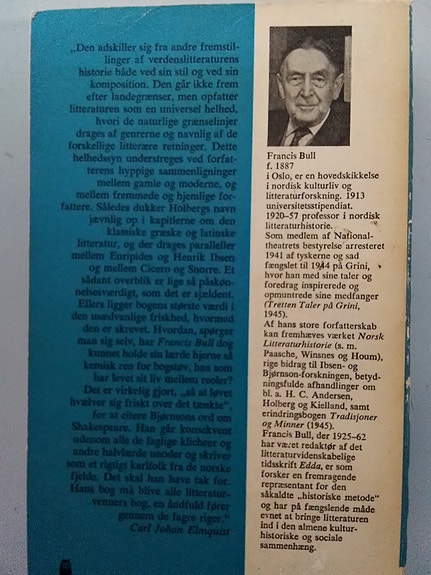 „Den adskiller sig fra andre fremstil-
linger af verdenslitteraturens
historie både ved sin stil og ved sin
komposition. Den går ikke frem
efter landegrænser, men opfatter
litteraturen som en universel helhed,
hvori de naturlige grænselinjer
drages af genrerne og navnlig af de
forskellige litterære retninger. Dette
helhedssyn understreges ved forfat-
terens hyppige sammenligninger
mellem gamle og moderne, og
mellem fremmede og hjemlige for-
fattere. Således dukker Holbergs navn
jævnlig op i kapitlerne om den
klassiske græske og latinske
litteratur, og der drages paralleller
mellem Euripides og Henrik Ibsen
og mellem Cicero og Snorre. Et
sådant overblik er lige så påskøn-
nelsesværdigt, som det er sjældent.
Ellers ligger bogens største værdi i
den usædvanlige friskhed, hvormed
den er skrevet. Hvordan, spørger
man sig selv, har Francis Bull dog
kunnet holde sin lærde hjerne så
kemisk ren for bogstøv, han som
har levet sit liv mellem reoler?
Det er virkelig gjort, „så at løvet
hvælver sig friskt over det tænkte“
for at citere Bjørnsons ord om
Shakespeare. Han går konsekvent
udenom alle de faglige klicheer og
andre halvlærde unoder og skriver
som et rigtigt karlfolk fra de norske
fjelde. Det skal han have tak for.
Hans bog må blive alle litteratur-
venners bog, en åndfuld fører
gennem de fagre riger.“
Carl Johan Elmquist
Francis Bull
f. 1887
i Oslo, er en hovedskikkelse
i nordisk kulturliv og
litteraturforskning. 1913
universitetsstipendiat.
1920–57 professor i nordisk
litteraturhistorie.
Som medlem af National-
theatrets bestyrelse arresteret
1941 af tyskerne og sad
fængslet til 1944 på Grini,
hvor han med sine taler og
foredrag inspirerede og
opmuntrede sine medfanger
(Tretten Taler på Grini,
1945).
Af hans store forfatterskab
kan fremhæves værket Norsk
Litteraturhistorie (s. m.
Paasche, Winsnes og Houm),
rige bidrag til Ibsen- og
Bjørnson-forskningen, betyd-
ningsfulde afhandlinger om
bl. a. H. C. Andersen,
Holberg og Kielland, samt
erindringsbogen Tradisjoner
og Minner (1945).
Francis Bull, der 1925–62
har været redaktør af det
litteraturvidenskabelige
tidsskrift Edda, er som
forsker en fremragende
repræsentant for den
såkaldte „historiske metode“
og har på fængslende måde
evnet at bringe litteraturen
ind i den almene kultur-
historiske og sociale
sammenhæng.